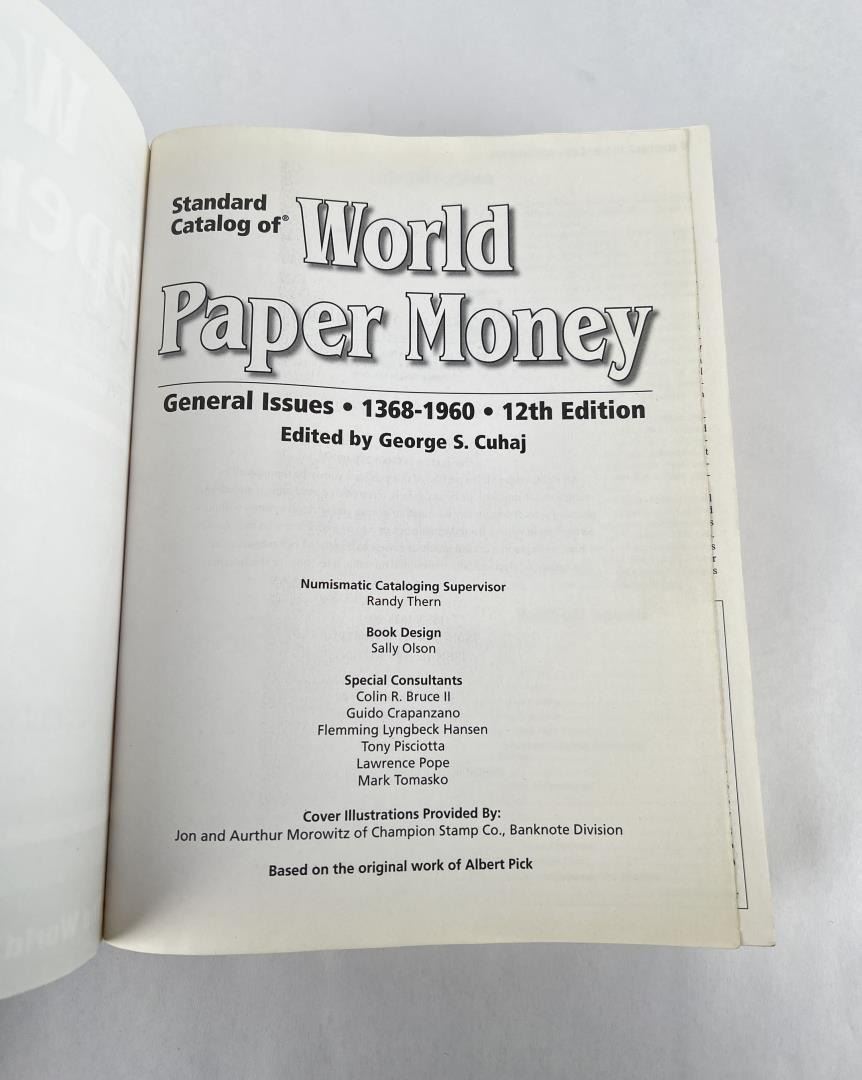 Standard
Catalog of® World
Paper Money
General Issues • 1368-1960 • 12th Edition
Edited by George S. Cuhaj
Numismatic Cataloging Supervisor
Randy Thern
Book Design
Sally Olson
Special Consultants
Colin R. Bruce II
Guido Crapanzano
Flemming Lyngbeck Hansen
Tony Pisciotta
Lawrence Pope
Mark Tomasko
Cover Illustrations Provided By:
Jon and Aurthur Morowitz of Champion Stamp Co., Banknote Division
Based on the original work of Albert Pick